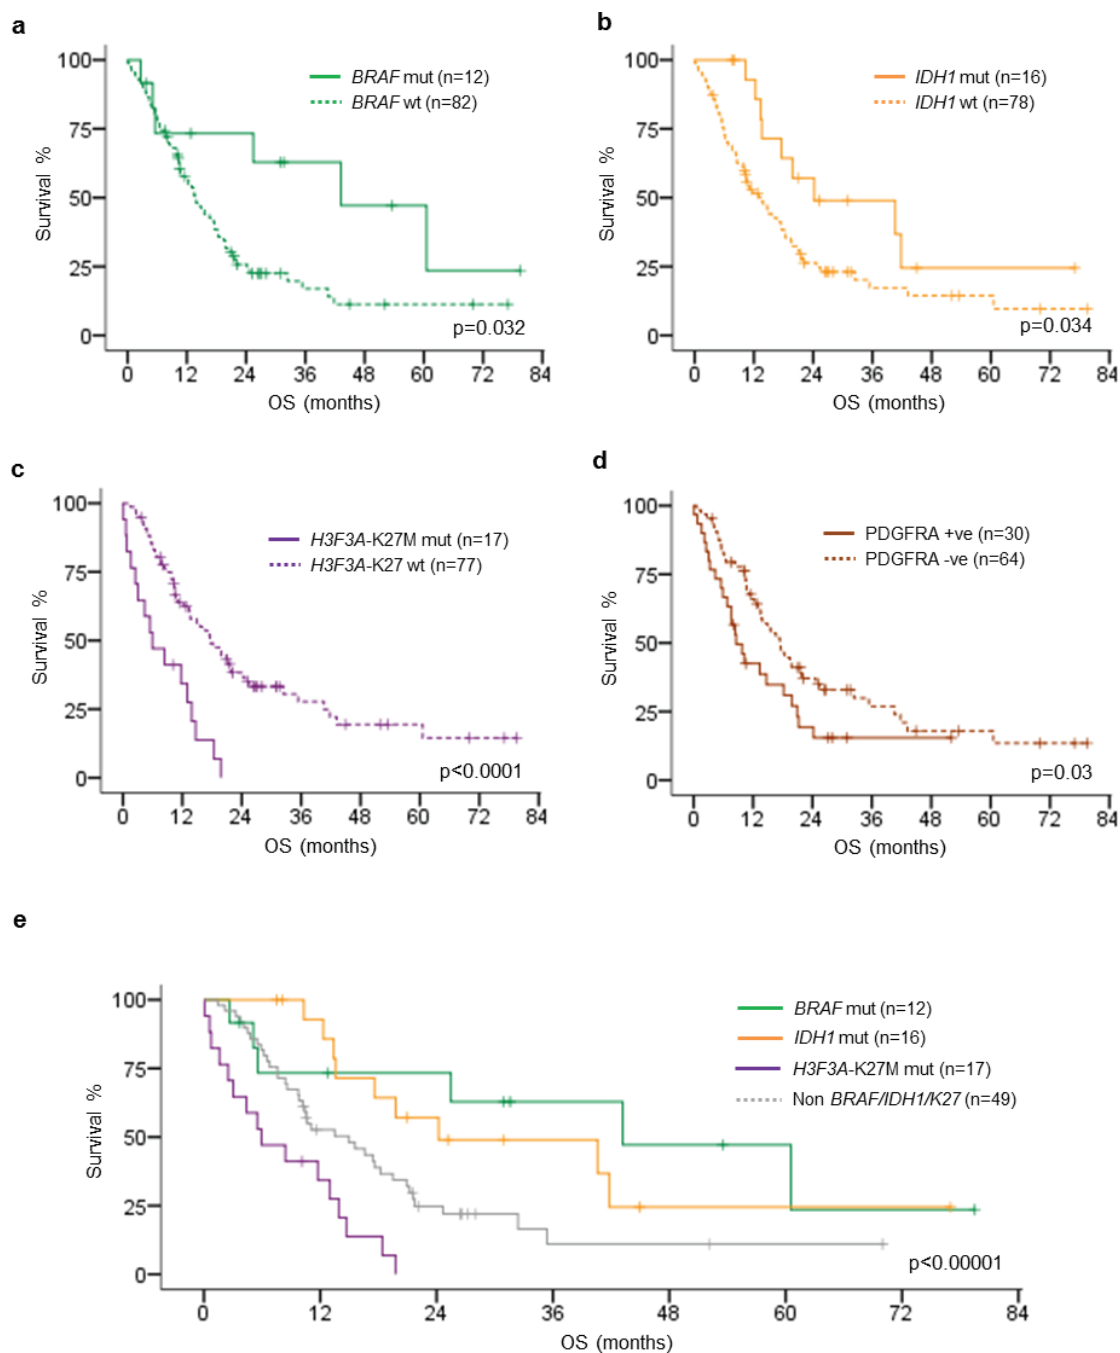 a
100
75
50
25
0
Survival %
BRAF mut (n=12)
BRAF wt (n=82)
p=0.032
0 12 24 36 48 60 72 84
OS (months)
b
100
75
50
25
0
Survival %
IDH1 mut (n=16)
IDH1 wt (n=78)
p=0.034
0 12 24 36 48 60 72 84
OS (months)
c
100
75
50
25
0
Survival %
H3F3A-K27M mut (n=17)
H3F3A-K27 wt (n=77)
p<0.0001
0 12 24 36 48 60 72 84
OS (months)
d
100
75
50
25
0
Survival %
PDGFRA +ve (n=30)
PDGFRA -ve (n=64)
p=0.03
0 12 24 36 48 60 72 84
OS (months)
e
100
75
50
25
0
Survival %
BRAF mut (n=12)
IDH1 mut (n=16)
H3F3A-K27M mut (n=17)
Non BRAF/IDH1/K27 (n=49)
p<0.00001
0 12 24 36 48 60 72 84
OS (months)